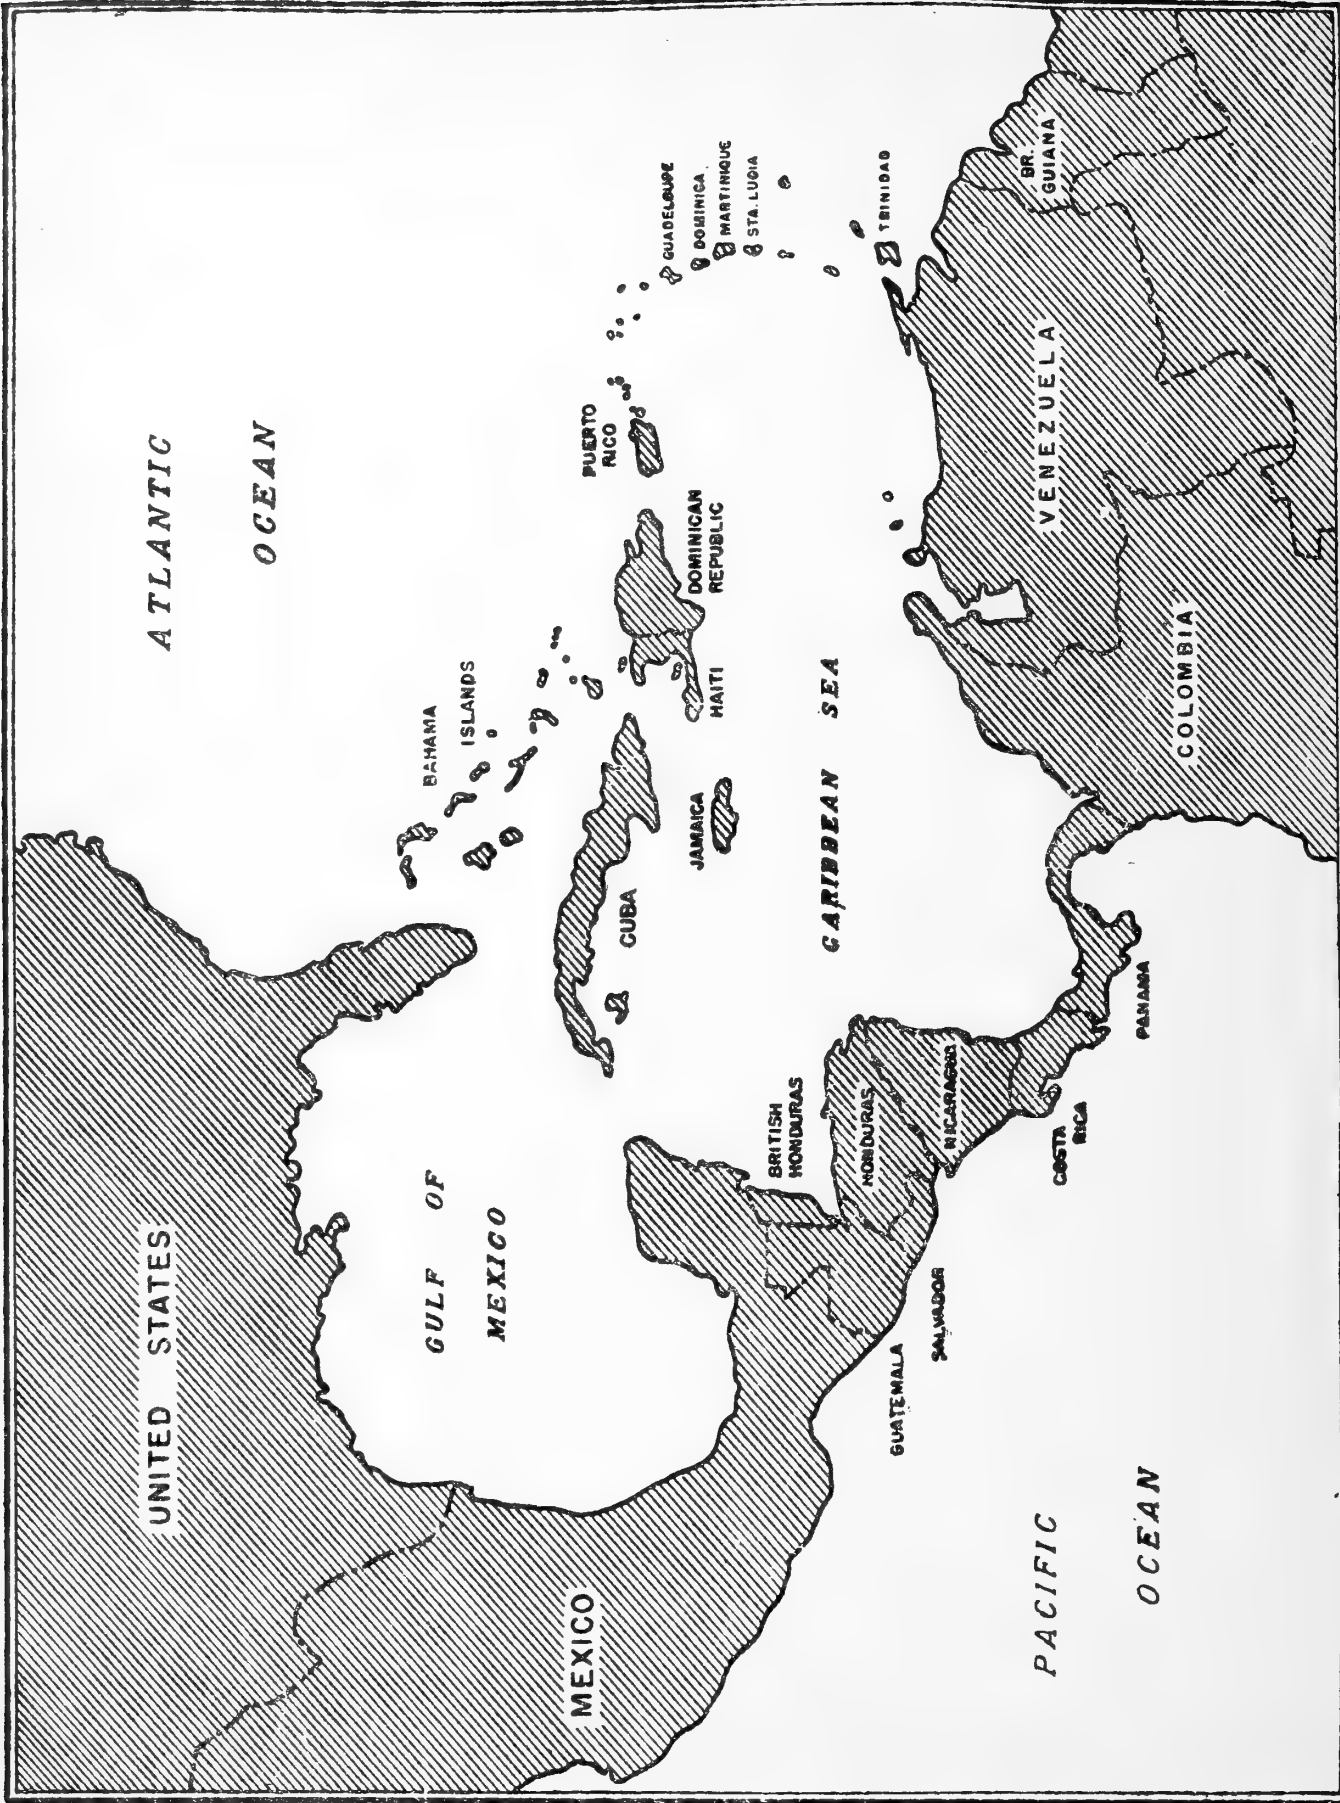 UNITED STATES
ATLANTIC
OCEAN
BAHAMA
ISLANDS
GULF OF
MEXICO
MEXICO
CUBA
PUERTO
RICO
GUADELOUPE
DOMINICA
MARTINIQUE
STA. LUCIA
JAMAICA
HAITI
DOMINICAN
REPUBLIC
BRITISH
HONDURAS
CARIBBEAN SEA
TRINIDAD
HONDURAS
GUATEMALA
SALVADOR
NICARAGUA
COSTA
RICA
PANAMA
BR.
GUIANA
VENEZUELA
COLOMBIA
PACIFIC
OCEAN